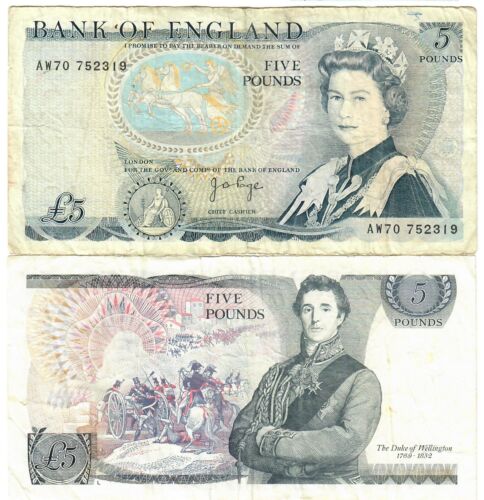 BANK OF ENGLAND
I PROMISE TO PAY THE BEARER ON DEMAND THE SUM OF
5
POUNDS
AW70 752319
FIVE
POUNDS
LONDON
FOR THE GOVR AND COMPA OF THE BANK OF ENGLAND
£5
CHIEF CASHIER
AW70 752319
FIVE
POUNDS
5
POUNDS
£5
The Duke of Wellington
1769-1852